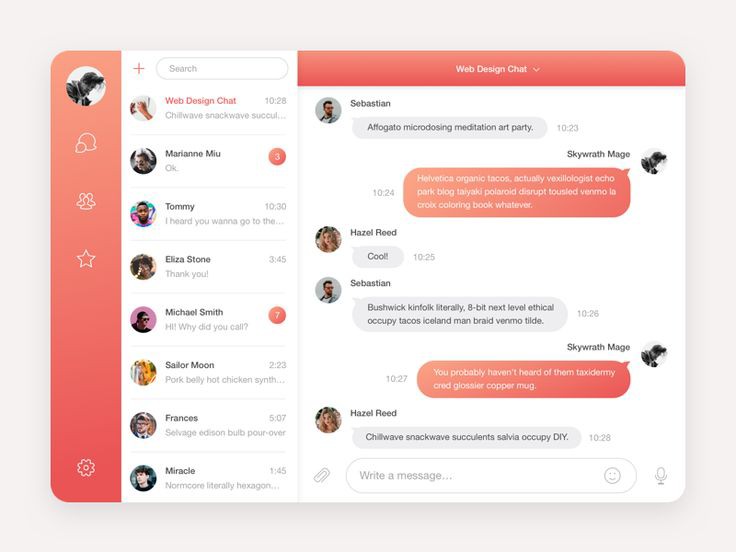 Search
Web Design Chat 10:28
Chillwave snackwave succul...
Marianne Miu 3
Ok.
Tommy 10:30
I heard you wanna go to the...
Eliza Stone 3:45
Thank you!
Michael Smith 7
HI! Why did you call?
Sailor Moon 2:23
Pork belly hot chicken synth...
Frances 5:07
Selvage edison bulb pour-over
Miracle 1:45
Normcore literally hexagon...
Web Design Chat
Sebastian
Affogato microdosing meditation art party. 10:23
Skywrath Mage
Helvetica organic tacos, actually vexillologist echo
10:24 park blog taiyaki polaroid disrupt tousled venmo la
croix coloring book whatever.
Hazel Reed
Cool! 10:25
Sebastian
Bushwick kinfolk literally, 8-bit next level ethical
occupy tacos iceland man braid venmo tilde. 10:26
Skywrath Mage
You probably haven't heard of them taxidermy
10:27 cred glossier copper mug.
Hazel Reed
Chillwave snackwave succulents salvia occupy DIY. 10:28
Write a message...